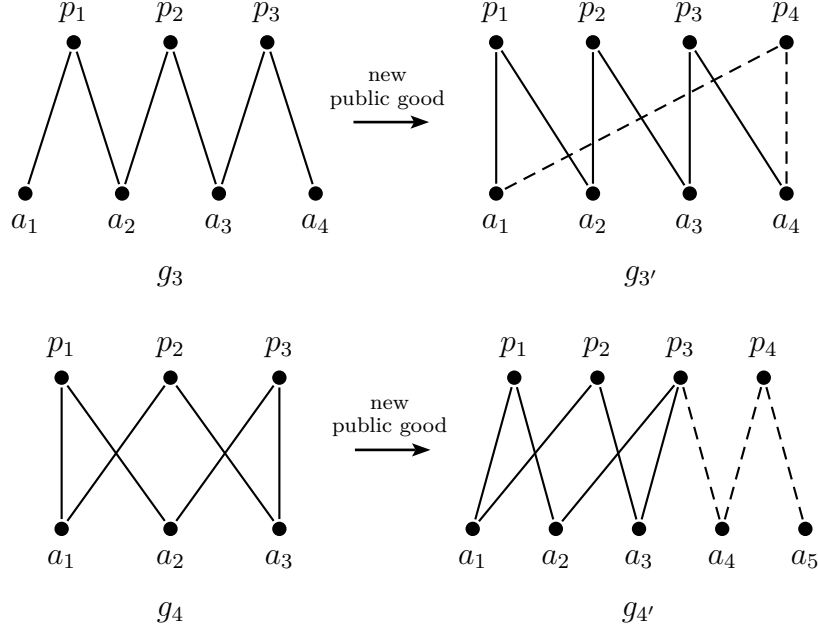 p₁ p₂ p₃
new
public good
p₁ p₂ p₃ p₄
a₁ a₂ a₃ a₄
a₁ a₂ a₃ a₄
g₃
g₃′
p₁ p₂ p₃
new
public good
p₁ p₂ p₃ p₄
a₁ a₂ a₃
a₁ a₂ a₃ a₄ a₅
g₄
g₄′